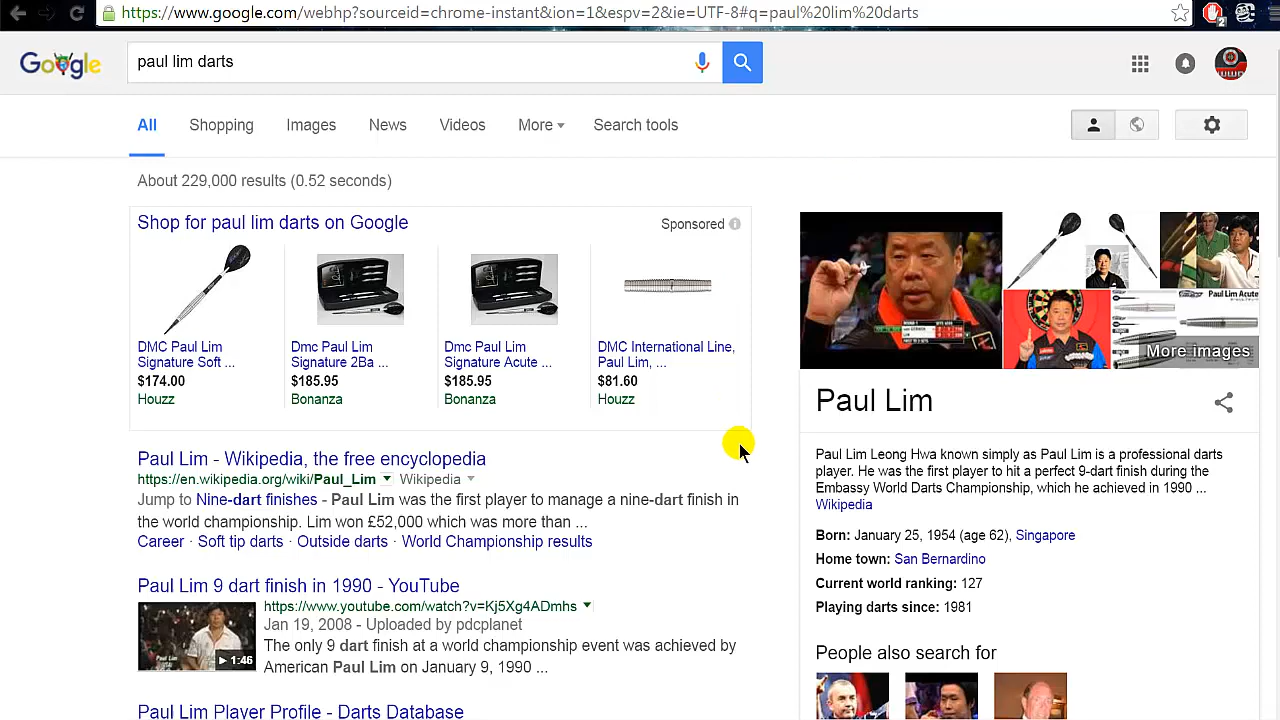 https://www.google.com/webhp?sourceid=chrome-instant&ion=1&espv=2&ie=UTF-8#q=paul%20lim%20darts
2
Google
paul lim darts
All
Shopping
Images
News
Videos
More
Search tools
About 229,000 results (0.52 seconds)
Shop for paul lim darts on Google
Sponsored
DMC Paul Lim
Signature Soft ...
$174.00
Houzz
Dmc Paul Lim
Signature 2Ba ...
$185.95
Bonanza
Dmc Paul Lim
Signature Acute ...
$185.95
Bonanza
DMC International Line,
Paul Lim, ...
$81.60
Houzz
Paul Lim - Wikipedia, the free encyclopedia
https://en.wikipedia.org/wiki/Paul_Lim Wikipedia
Jump to Nine-dart finishes - Paul Lim was the first player to manage a nine-dart finish in
the world championship. Lim won £52,000 which was more than ...
Career · Soft tip darts · Outside darts · World Championship results
Paul Lim 9 dart finish in 1990 - YouTube
https://www.youtube.com/watch?v=Kj5Xg4ADmhs
Jan 19, 2008 - Uploaded by pdcplanet
The only 9 dart finish at a world championship event was achieved by
American Paul Lim on January 9, 1990 ...
Paul Lim
1:46
Paul Lim Player Profile - Darts Database
Paul Lim Acute
More images
Paul Lim
Paul Lim Leong Hwa known simply as Paul Lim is a professional darts
player. He was the first player to hit a perfect 9-dart finish during the
Embassy World Darts Championship, which he achieved in 1990 ...
Wikipedia
Born: January 25, 1954 (age 62), Singapore
Home town: San Bernardino
Current world ranking: 127
Playing darts since: 1981
People also search for